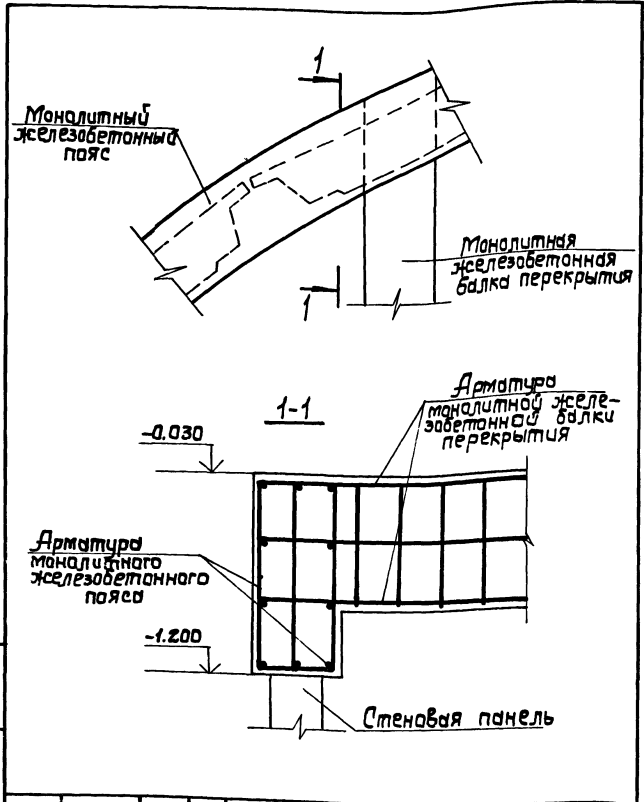 1
Монолитный
железобетонный
пояс
Монолитная
железобетонная
балка перекрытия
1
1-1
Арматура
монолитной желе-
зобетонной балки
перекрытия
-0.030
Арматура
монолитного
железобетонного
пояса
-1.200
Стеновая панель